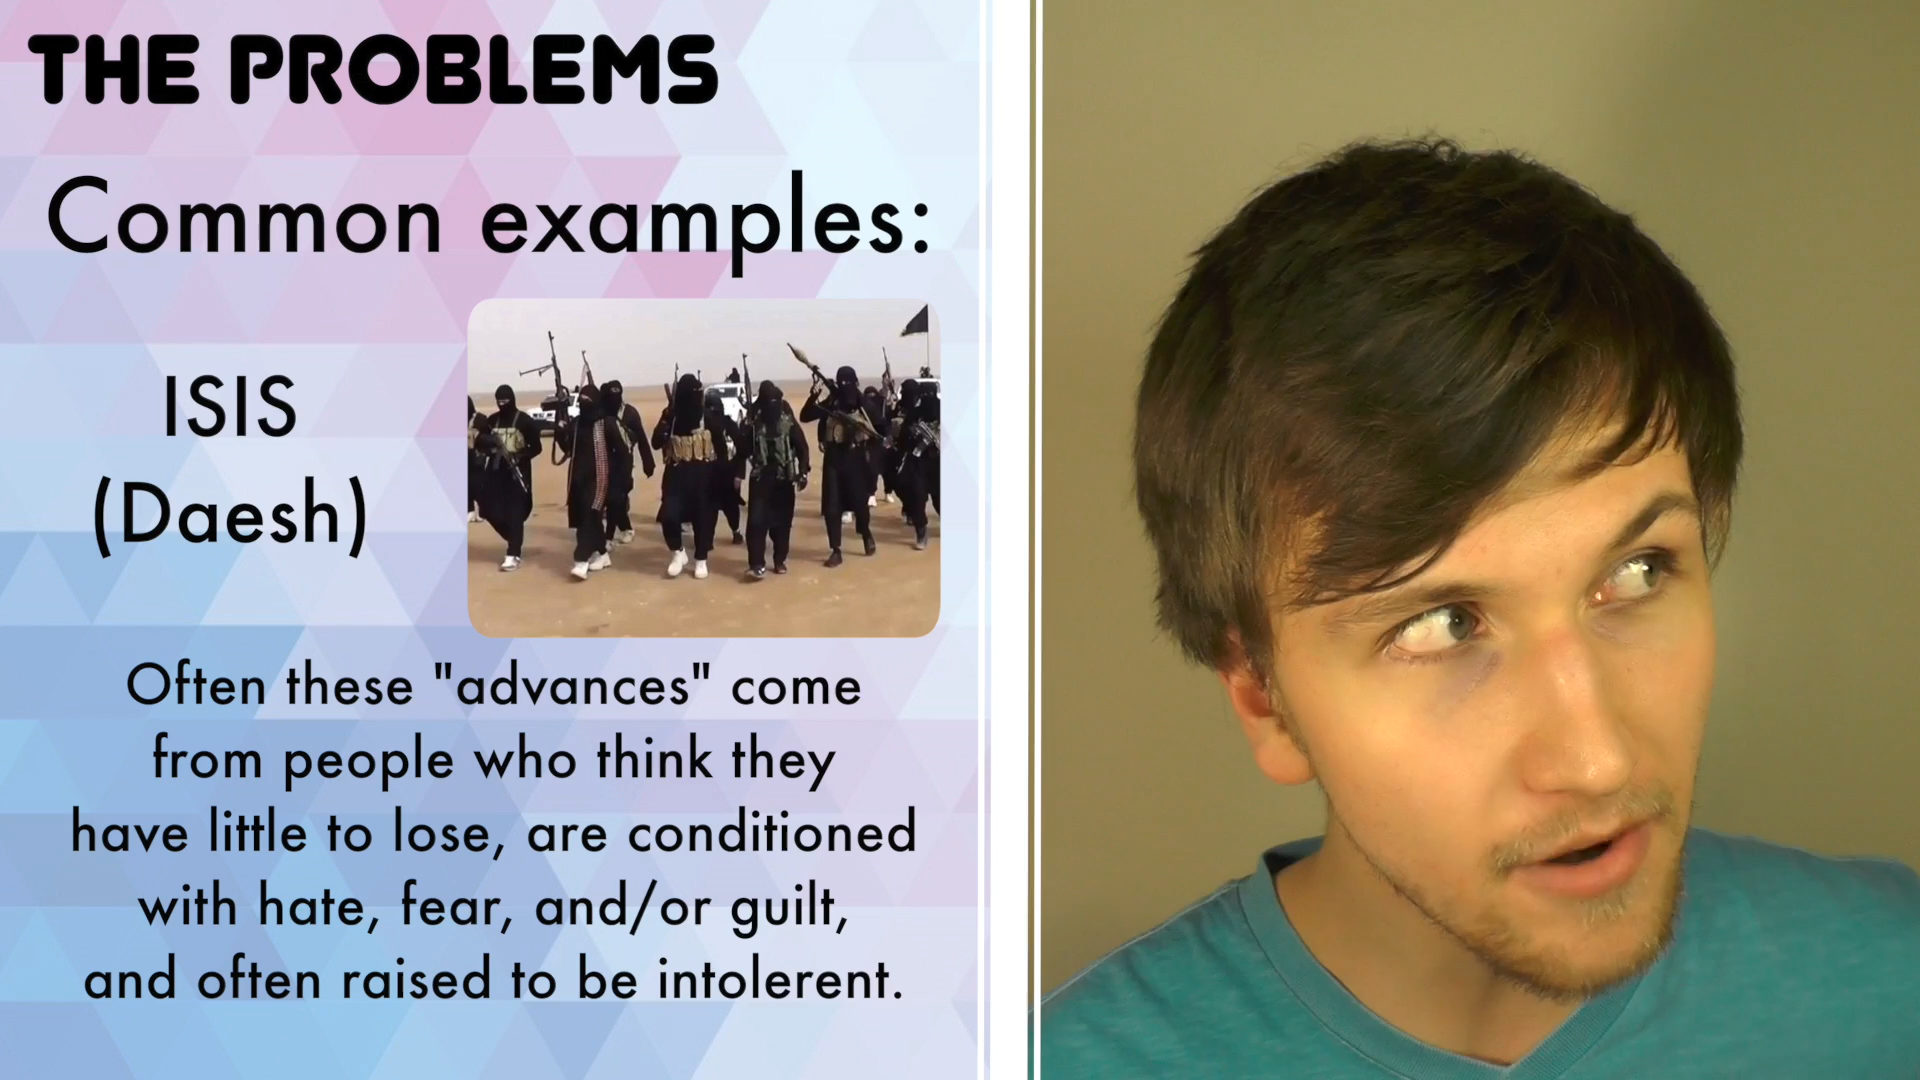 THE PROBLEMS
Common examples:
ISIS
(Daesh)
Often these "advances" come
from people who think they
have little to lose, are conditioned
with hate, fear, and/or guilt,
and often raised to be intolerent.